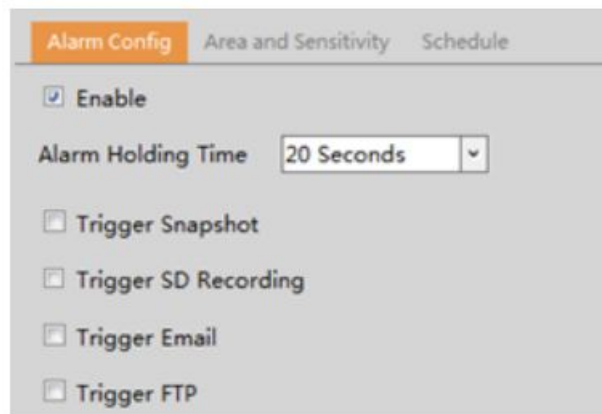 Alarm Config Area and Sensitivity Schedule
Enable
Alarm Holding Time 20 Seconds
Trigger Snapshot
Trigger SD Recording
Trigger Email
Trigger FTP